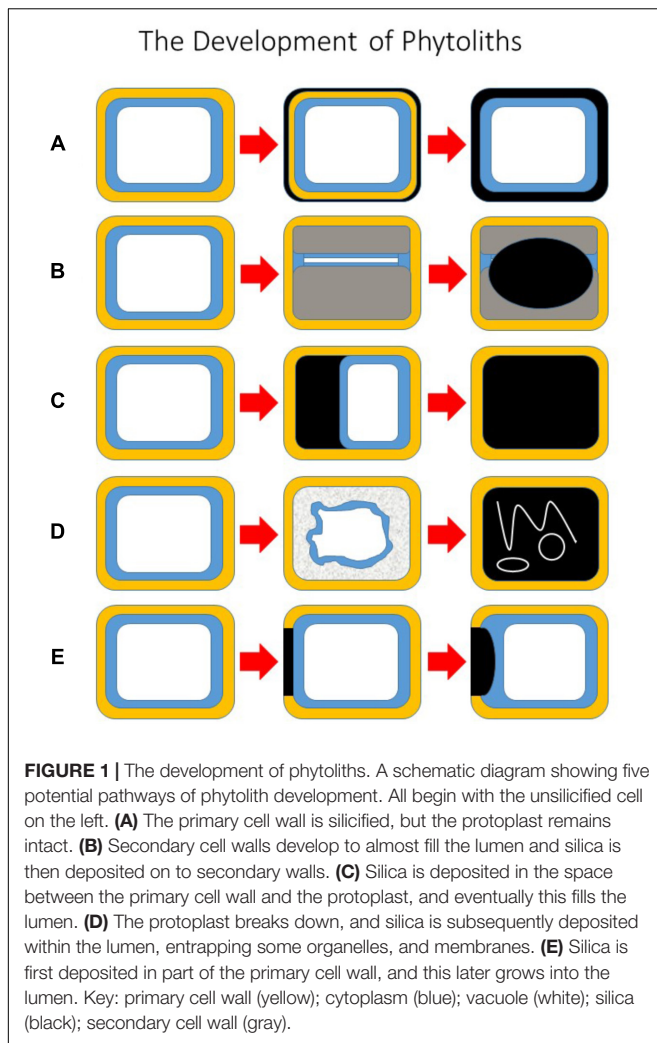 The Development of Phytoliths
A
B
C
D
E
FIGURE 1 | The development of phytoliths. A schematic diagram showing five
potential pathways of phytolith development. All begin with the unsilicified cell
on the left. (A) The primary cell wall is silicified, but the protoplast remains
intact. (B) Secondary cell walls develop to almost fill the lumen and silica is
then deposited on to secondary walls. (C) Silica is deposited in the space
between the primary cell wall and the protoplast, and eventually this fills the
lumen. (D) The protoplast breaks down, and silica is subsequently deposited
within the lumen, entrapping some organelles, and membranes. (E) Silica is
first deposited in part of the primary cell wall, and this later grows into the
lumen. Key: primary cell wall (yellow); cytoplasm (blue); vacuole (white); silica
(black); secondary cell wall (gray).